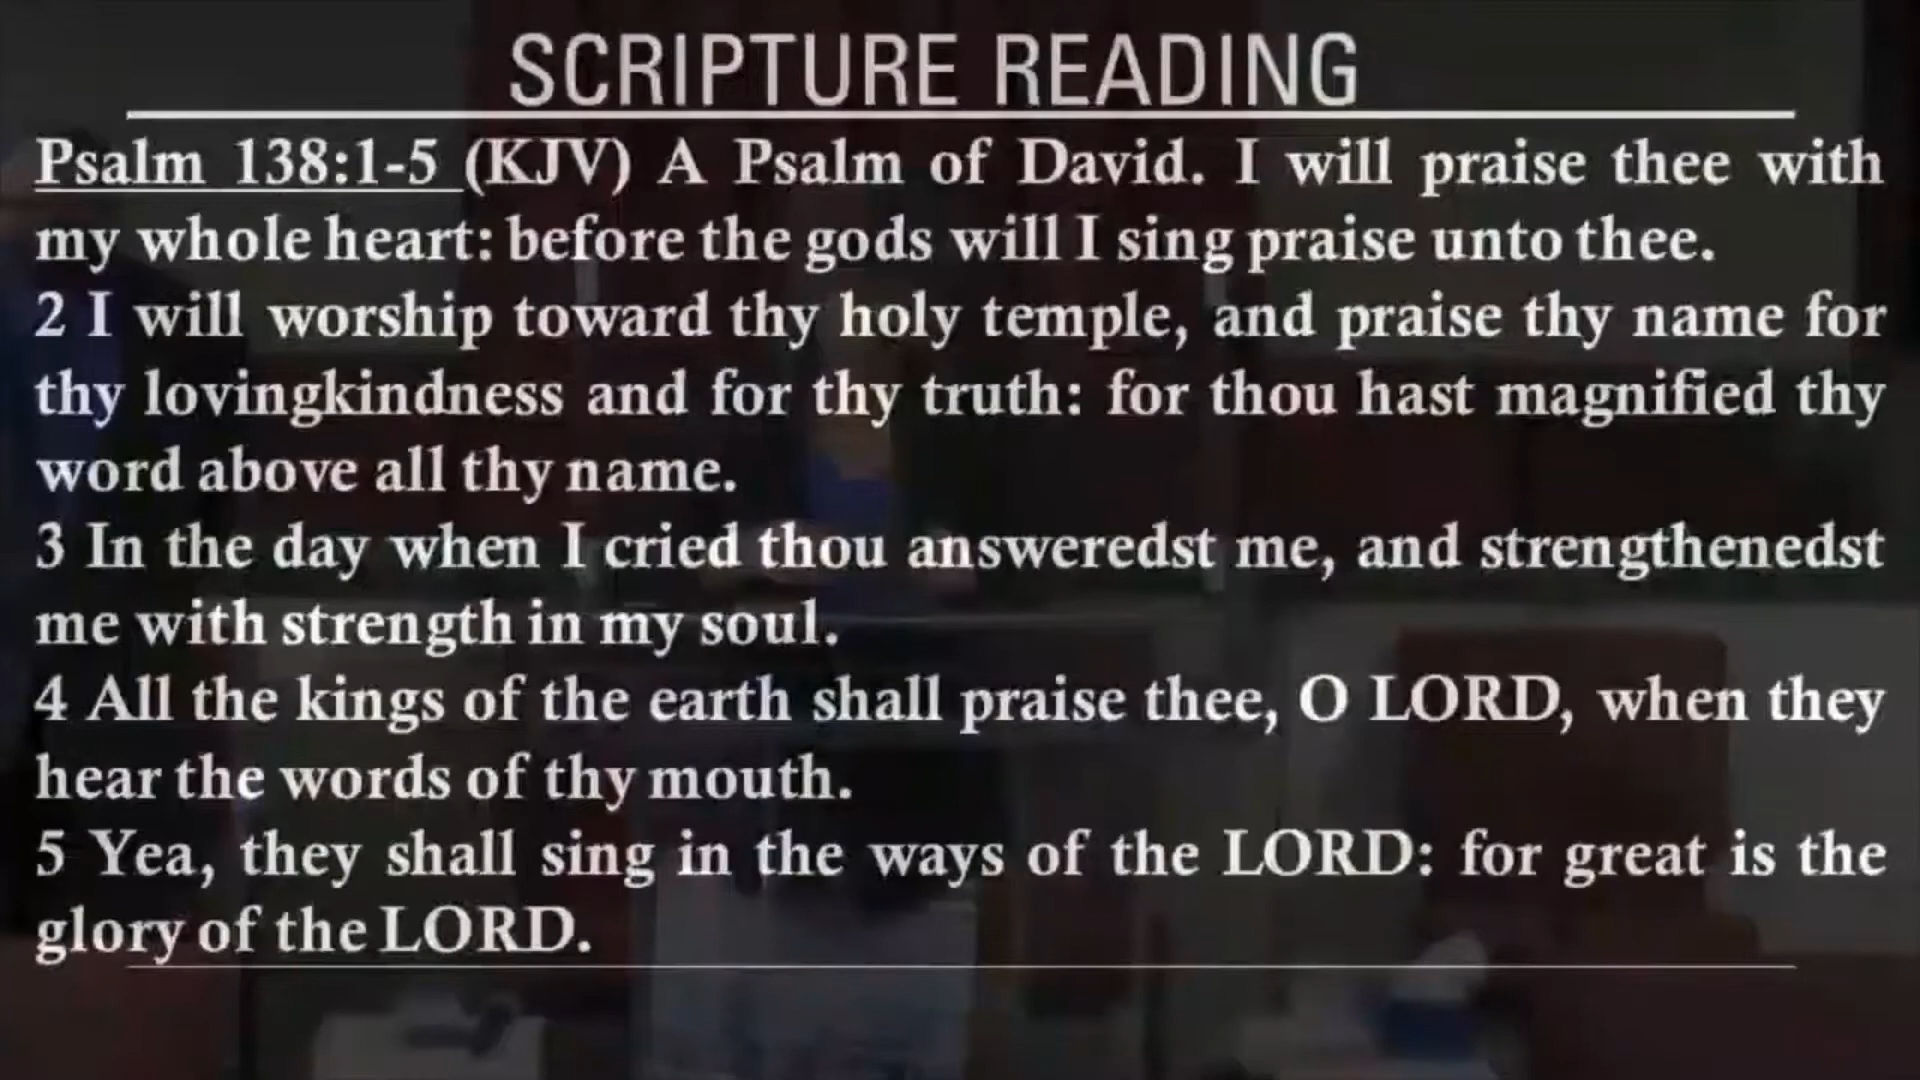 SCRIPTURE READING
Psalm 138:1-5 (KJV) A Psalm of David. I will praise thee with
my whole heart: before the gods will I sing praise unto thee.
2 I will worship toward thy holy temple, and praise thy name for
thy lovingkindness and for thy truth: for thou hast magnified thy
word above all thy name.
3 In the day when I cried thou answeredst me, and strengthenedst
me with strength in my soul.
4 All the kings of the earth shall praise thee, O LORD, when they
hear the words of thy mouth.
5 Yea, they shall sing in the ways of the LORD: for great is the
glory of the LORD.